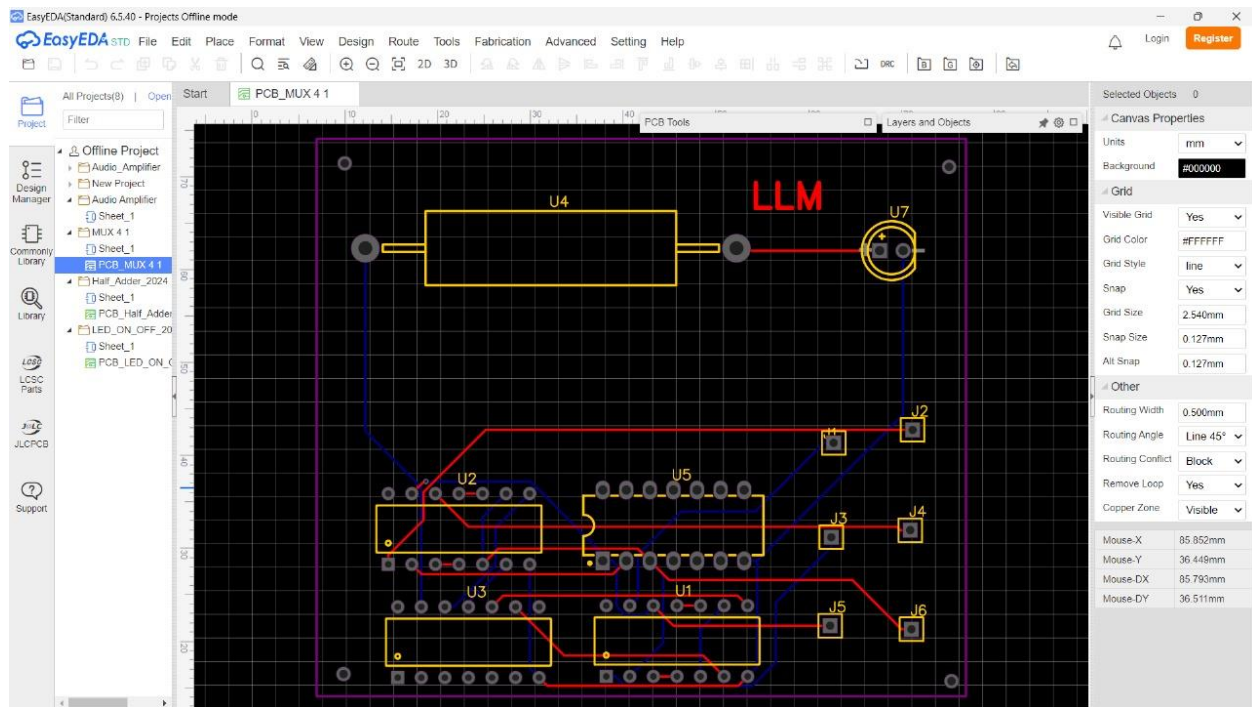 EasyEDA(Standard) 6.5.40 - Projects Offline mode
EasyEDA STD File Edit Place Format View Design Route Tools Fabrication Advanced Setting Help
Login Register
2D 3D DRC
All Projects(8) | Open
Start PCB_MUX 4 1
Filter
Project
Design Manager
Commonly Library
Library
LCSC
LCSC Parts
JLCPCB
Support
Offline Project
Audio_Amplifier
New Project
Audio Amplifier
Sheet_1
MUX 4 1
Sheet_1
PCB_MUX 4 1
Half_Adder_2024
Sheet_1
PCB_Half_Adder
LED_ON_OFF_20
Sheet_1
PCB_LED_ON_
PCB Tools
Layers and Objects
LLM
U4
U7
J2
J1
U2
U5
J4
J3
U3
U1
J5
J6
Selected Objects 0
Canvas Properties
Units mm
Background #000000
Grid
Visible Grid Yes
Grid Color #FFFFFF
Grid Style line
Snap Yes
Grid Size 2.540mm
Snap Size 0.127mm
Alt Snap 0.127mm
Other
Routing Width 0.500mm
Routing Angle Line 45°
Routing Conflict Block
Remove Loop Yes
Copper Zone Visible
Mouse-X 85.852mm
Mouse-Y 36.449mm
Mouse-DX 85.793mm
Mouse-DY 36.511mm